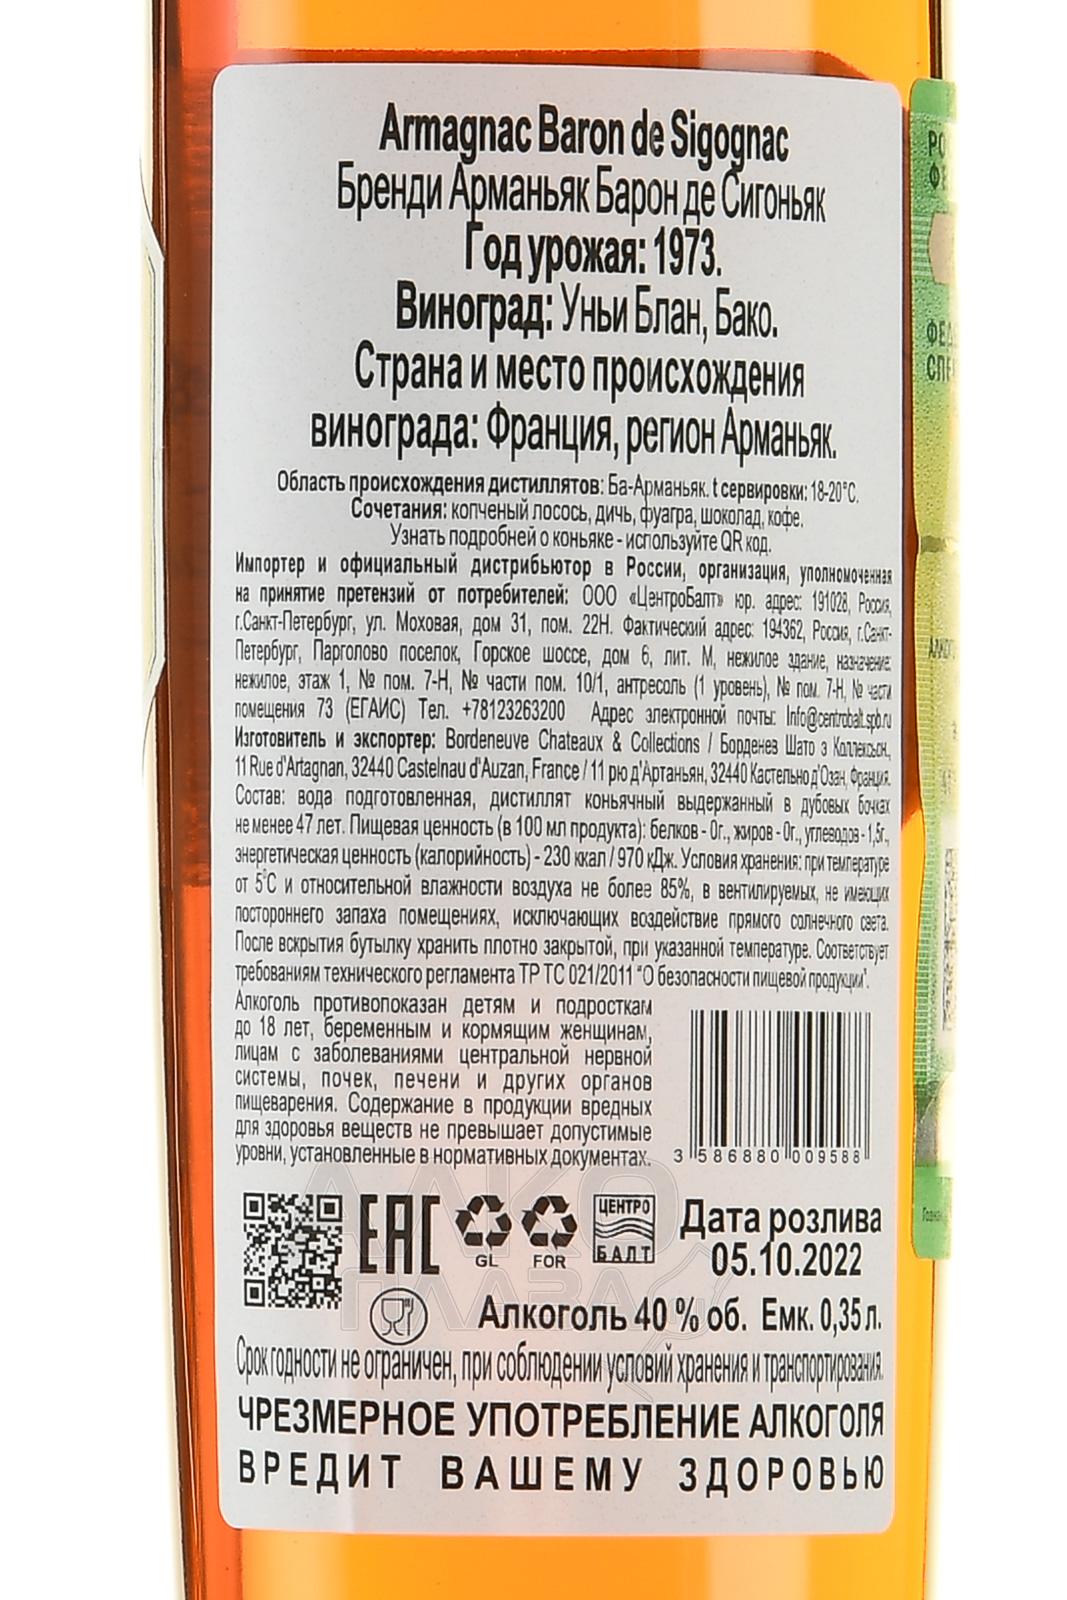 Armagnac Baron de Sigognac
Бренди Арманьяк Барон де Сигоньяк
Год урожая: 1973.
Виноград: Уньи Блан, Бако.
Страна и место происхождения
винограда: Франция, регион Арманьяк.
Область происхождения дистиллятов: Ба-Арманьяк. t сервировки: 18-20°C.
Сочетания: копченый лосось, дичь, фуагра, шоколад, кофе.
Узнать подробней о коньяке - используйте QR код.
Импортер и официальный дистрибьютор в России, организация, уполномоченная
на принятие претензий от потребителей: ООО «ЦентроБалт» юр. адрес: 191028, Россия,
г.Санкт-Петербург, ул. Моховая, дом 31, пом. 22Н. Фактический адрес: 194362, Россия, г.Санкт-
Петербург, Парголово поселок, Горское шоссе, дом 6, лит. М, нежилое здание, назначение:
нежилое, этаж 1, № пом. 7-Н, № части пом. 10/1, антресоль (1 уровень), № пом. 7-Н, № части
помещения 73 (ЕГАИС) Тел. +78123263200 Адрес электронной почты: Info@centrobalt.spb.ru
Изготовитель и экспортер: Bordeneuve Chateaux & Collections / Борденев Шато э Коллексьон,
11 Rue d'Artagnan, 32440 Castelnau d'Auzan, France / 11 рю д'Артаньян, 32440 Кастельно д'Озан, Франция.
Состав: вода подготовленная, дистиллят коньячный выдержанный в дубовых бочках
не менее 47 лет. Пищевая ценность (в 100 мл продукта): белков - 0г., жиров - 0г., углеводов - 1,5г.,
энергетическая ценность (калорийность) - 230 ккал / 970 кДж. Условия хранения: при температуре
от 5°C и относительной влажности воздуха не более 85%, в вентилируемых, не имеющих
постороннего запаха помещениях, исключающих воздействие прямого солнечного света.
После вскрытия бутылку хранить плотно закрытой, при указанной температуре. Соответствует
требованиям технического регламента ТР ТС 021/2011 "О безопасности пищевой продукции".
Алкоголь противопоказан детям и подросткам
до 18 лет, беременным и кормящим женщинам,
лицам с заболеваниями центральной нервной
системы, почек, печени и других органов
пищеварения. Содержание в продукции вредных
для здоровья веществ не превышает допустимые
уровни, установленные в нормативных документах.
3 586880 009588
EAC
GL
FOR
ЦЕНТРО
БАЛТ
Дата розлива
05.10.2022
АЛКО
ПЛАЗА
Алкоголь 40 % об. Емк. 0,35 л.
Срок годности не ограничен, при соблюдении условий хранения и транспортирования.
ЧРЕЗМЕРНОЕ УПОТРЕБЛЕНИЕ АЛКОГОЛЯ
ВРЕДИТ ВАШЕМУ ЗДОРОВЬЮ